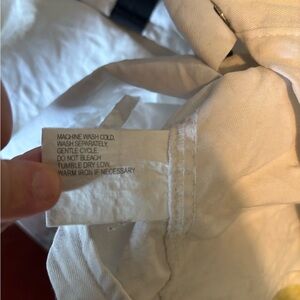 MACHINE WASH COLD.
WASH SEPARATELY,
GENTLE CYCLE.
DO NOT BLEACH
TUMBLE DRY LOW.
WARM IRON IF NECESSARY